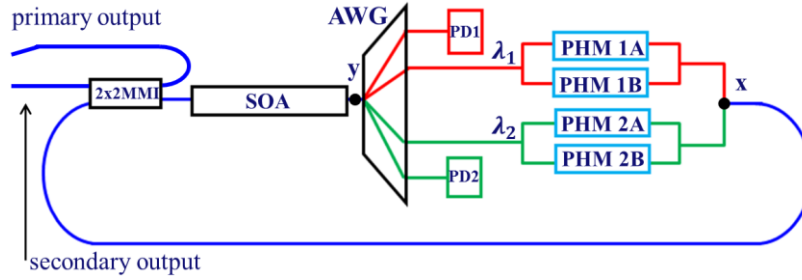 primary output
AWG
PD1
λ1
PHM 1A
PHM 1B
x
y
2x2MMI
SOA
λ2
PHM 2A
PHM 2B
PD2
secondary output